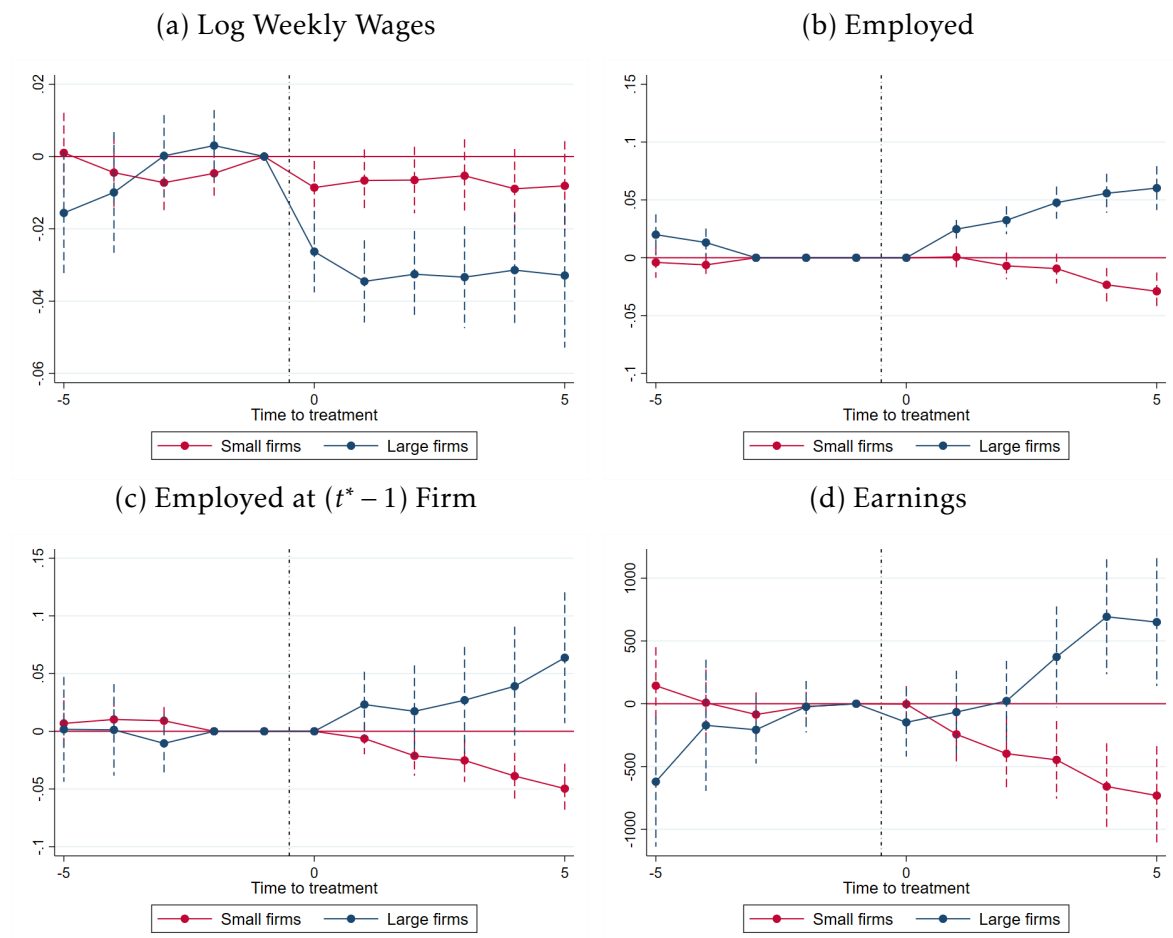 (a) Log Weekly Wages
.02
0
-.02
-.04
-.06
-5
0
5
Time to treatment
Small firms
Large firms
(b) Employed
.15
.1
.05
0
-.05
-.1
-5
0
5
Time to treatment
Small firms
Large firms
(c) Employed at (t* – 1) Firm
.15
.1
.05
0
-.05
-.1
-5
0
5
Time to treatment
Small firms
Large firms
(d) Earnings
1000
500
0
-500
-1000
-5
0
5
Time to treatment
Small firms
Large firms